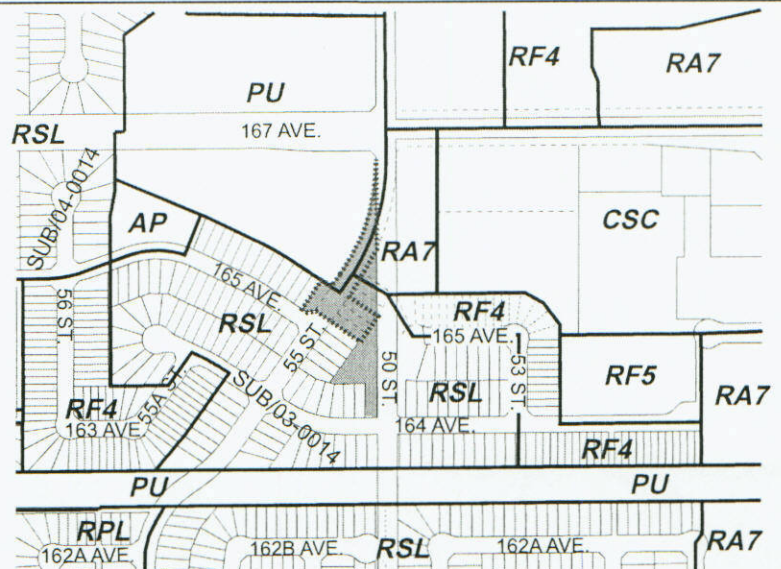 RF4
RA7
PU
167 AVE.
RSL
SUB/04-0014
AP
CSC
RA7
165 AVE.
RSL
56 ST.
55 ST.
RF4
165 AVE.
50 ST.
53 ST.
RF5
RSL
RA7
RF4
163 AVE.
55A ST.
SUB/03-0014
164 AVE.
RF4
PU
PU
RPL
162A AVE.
162B AVE.
RSL
162A AVE.
RA7